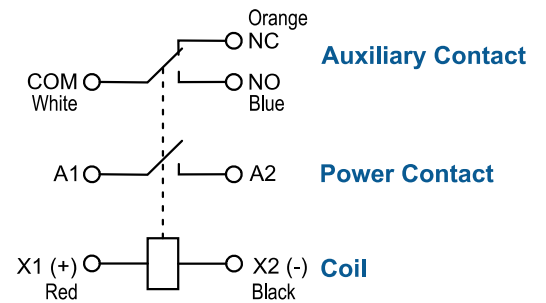 Orange
NC
Auxiliary Contact
COM
NO
White
Blue
A1
A2
Power Contact
X1 (+)
X2 (-)
Coil
Red
Black